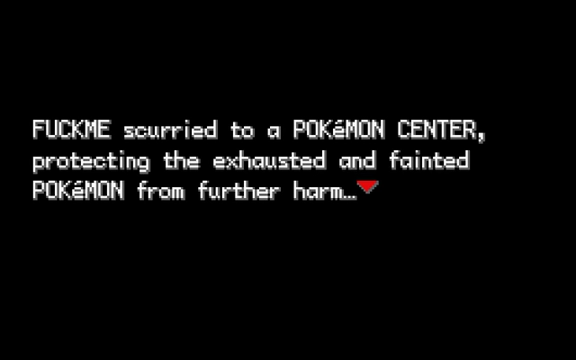 FUCKME scurried to a POKéMON CENTER,
protecting the exhausted and fainted
POKéMON from further harm…